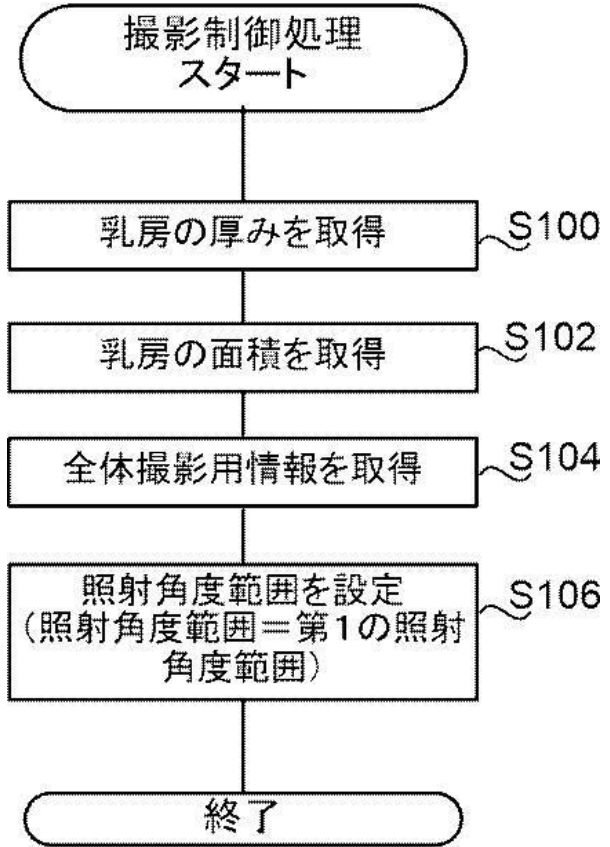 撮影制御処理
スタート
乳房の厚みを取得
S100
乳房の面積を取得
S102
全体撮影用情報を取得
S104
照射角度範囲を設定
(照射角度範囲＝第1の照射
角度範囲)
S106
終了